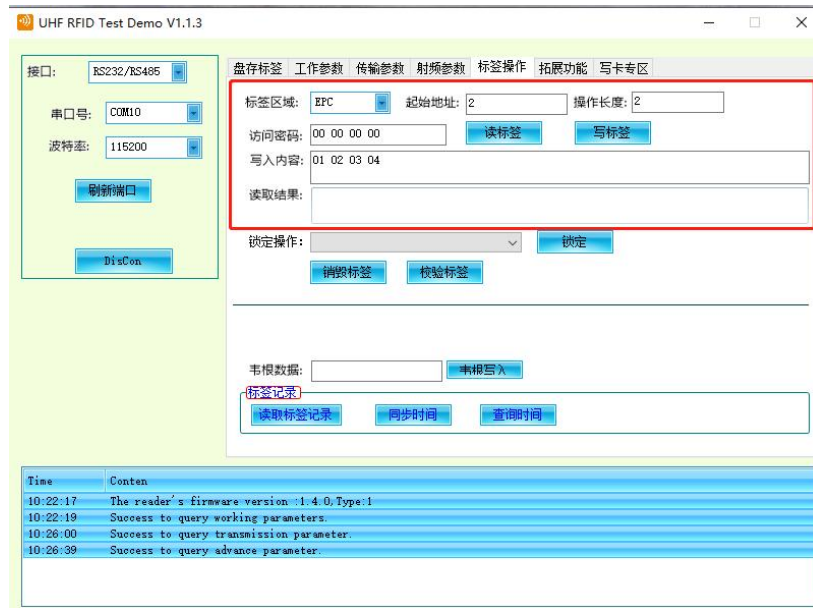 UHF RFID Test Demo V1.1.3
接口: RS232/RS485
串口号: COM10
波特率: 115200
刷新端口
DisCon
盘存标签 工作参数 传输参数 射频参数 标签操作 拓展功能 写卡专区
标签区域: EPC 起始地址: 2 操作长度: 2
访问密码: 00 00 00 00 读标签 写标签
写入内容: 01 02 03 04
读取结果:
锁定操作: 锁定
销毁标签 校验标签
韦根数据: 韦根写入
标签记录
读取标签记录 同步时间 查询时间
Time Conten
10:22:17 The reader's firmware version :1.4.0,Type:1
10:22:19 Success to query working parameters.
10:26:00 Success to query transmission parameter.
10:26:39 Success to query advance parameter.